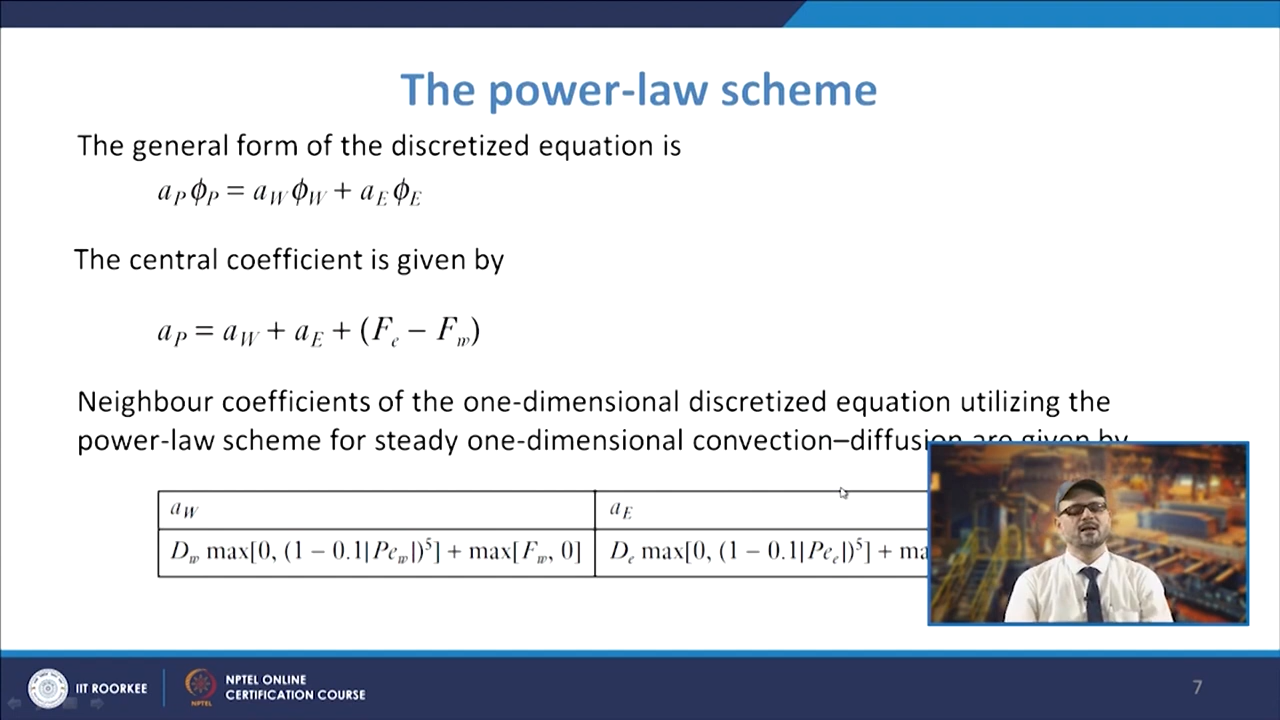 The power-law scheme
The general form of the discretized equation is
a_P ϕ_P = a_W ϕ_W + a_E ϕ_E
The central coefficient is given by
a_P = a_W + a_E + (F_e − F_w)
Neighbour coefficients of the one-dimensional discretized equation utilizing the
power-law scheme for steady one-dimensional convection–diffusion are given by
a_W a_E
D_w max[0, (1 − 0.1|Pe_w|)^5] + max[F_w, 0] D_e max[0, (1 − 0.1|Pe_e|)^5] +
IIT ROORKEE
NPTEL ONLINE
CERTIFICATION COURSE
NPTEL
7